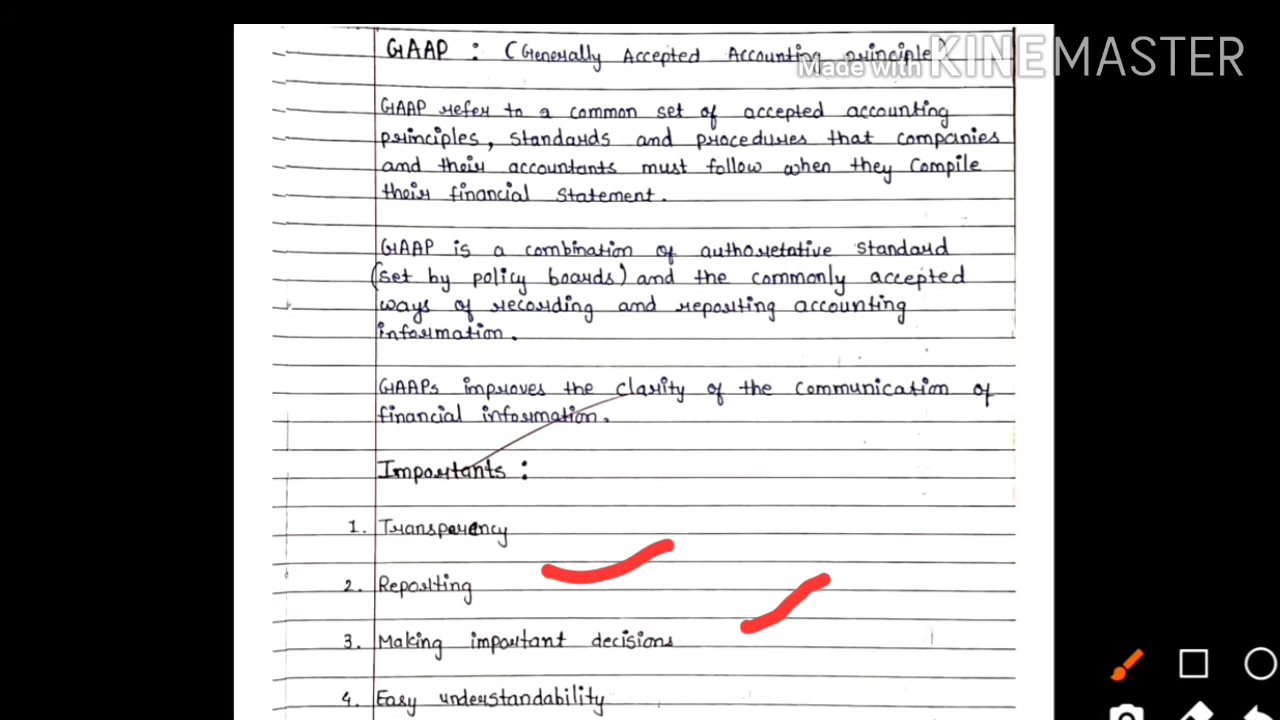 GAAP : (Generally Accepted Accounting principle)
Made with KINEMASTER
GAAP refer to a common set of accepted accounting
principles, standards and procedures that companies
and their accountants must follow when they compile
their financial statement.
GAAP is a combination of authoretative standard
(set by policy boards) and the commonly accepted
ways of recording and reporting accounting
information.
GAAPs improves the clarity of the communication of
financial information.
Importants :
1. Transperency
2. Reporting
3. Making important decisions
4. Easy understandability